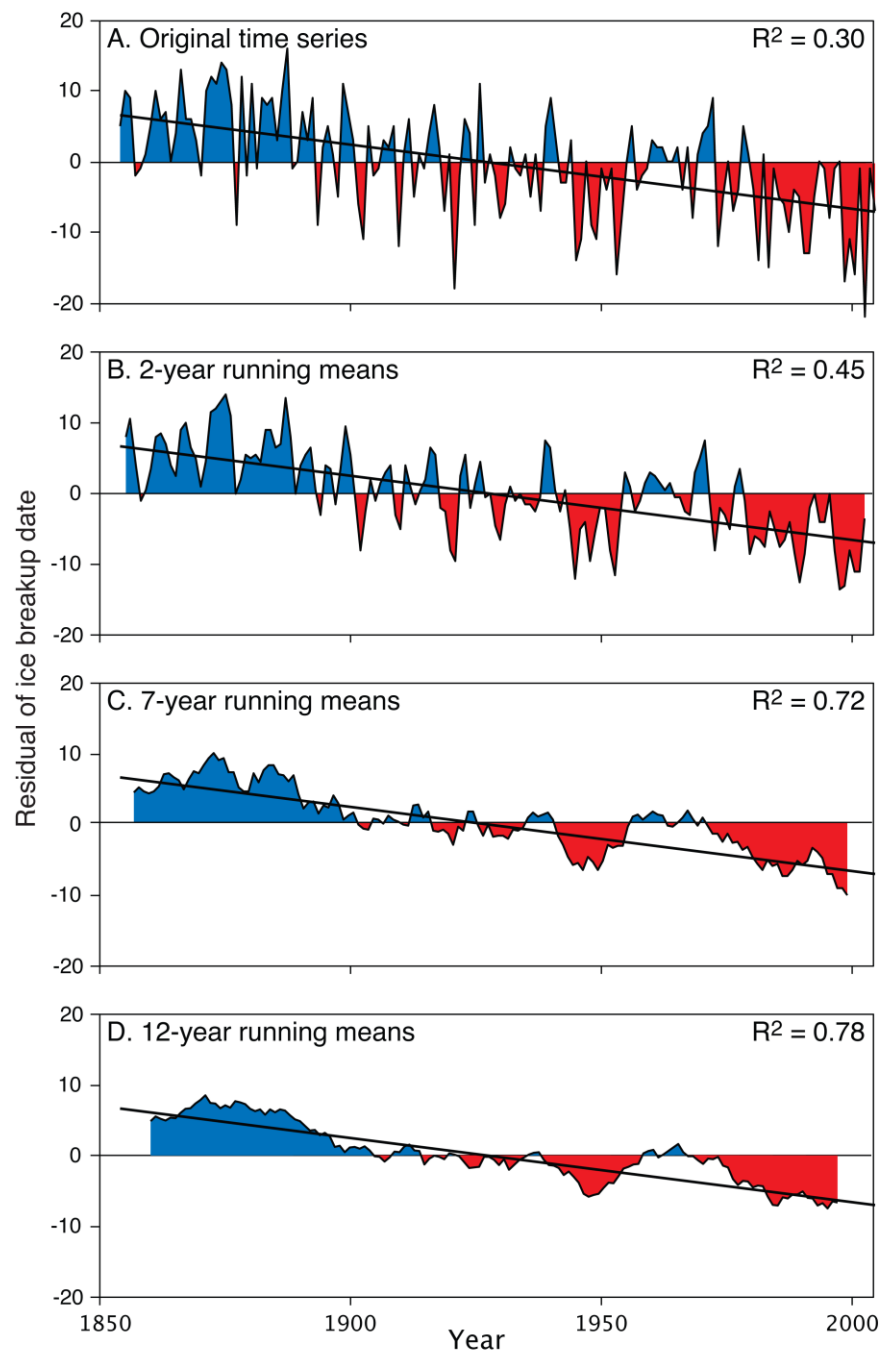 Residual of ice breakup date
A. Original time series R² = 0.30
20
10
0
-10
-20
B. 2-year running means R² = 0.45
20
10
0
-10
-20
C. 7-year running means R² = 0.72
20
10
0
-10
-20
D. 12-year running means R² = 0.78
20
10
0
-10
-20
1850 1900 1950 2000
Year